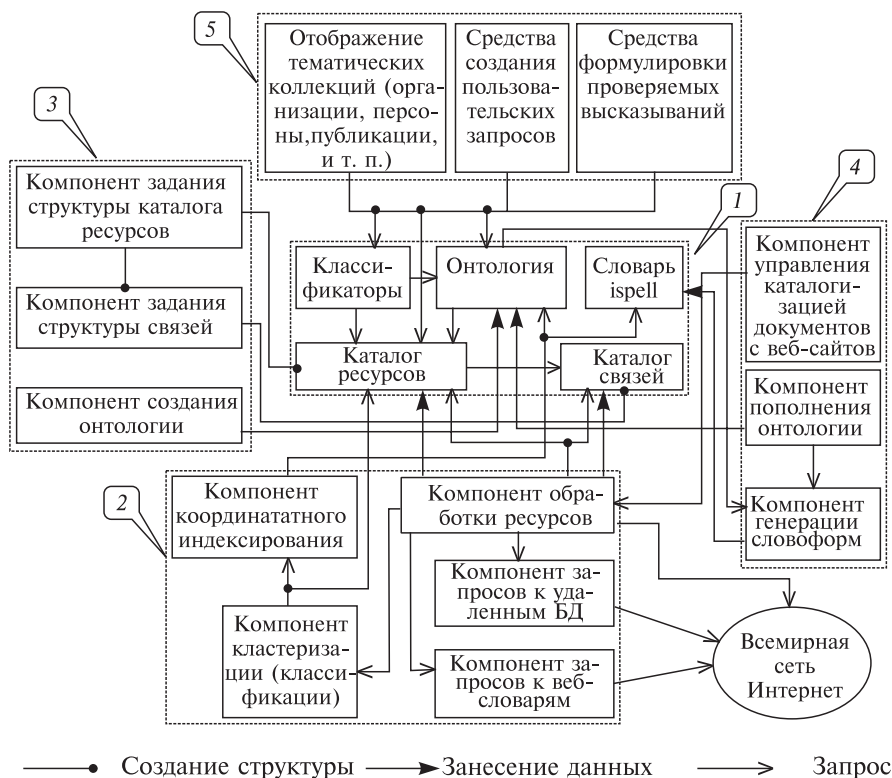 5
Отображение
тематических
коллекций (орга-
низации, персо-
ны,публикации,
и т. п.)
Средства
создания
пользова-
тельских
запросов
Средства
формулировки
проверяемых
высказываний
3
Компонент задания
структуры каталога
ресурсов
Компонент задания
структуры связей
Компонент создания
онтологии
1
Класси-
фикаторы
Онтология
Словарь
ispell
Каталог
ресурсов
Каталог
связей
4
Компонент
управления
каталоги-
зацией
документов
с веб-сайтов
Компонент
пополнения
онтологии
Компонент
генерации
словоформ
2
Компонент
координататного
индексирования
Компонент обра-
ботки ресурсов
Компонент за-
просов к уда-
ленным БД
Компонент
кластериза-
ции (класси-
фикации)
Компонент за-
просов к веб-
словарям
Всемирная
сеть
Интернет
Создание структуры
Занесение данных
Запрос